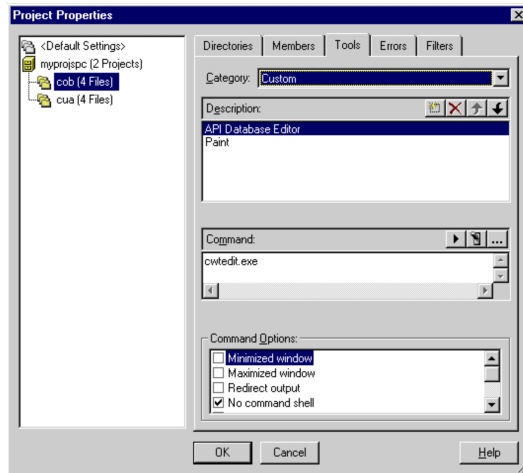 Project Properties
<Default Settings>
myprojspc (2 Projects)
cob (4 Files)
cua (4 Files)
Directories Members Tools Errors Filters
Category: Custom
Description:
API Database Editor
Paint
Command:
cwtedit.exe
Command Options:
Minimized window
Maximized window
Redirect output
No command shell
OK Cancel Help